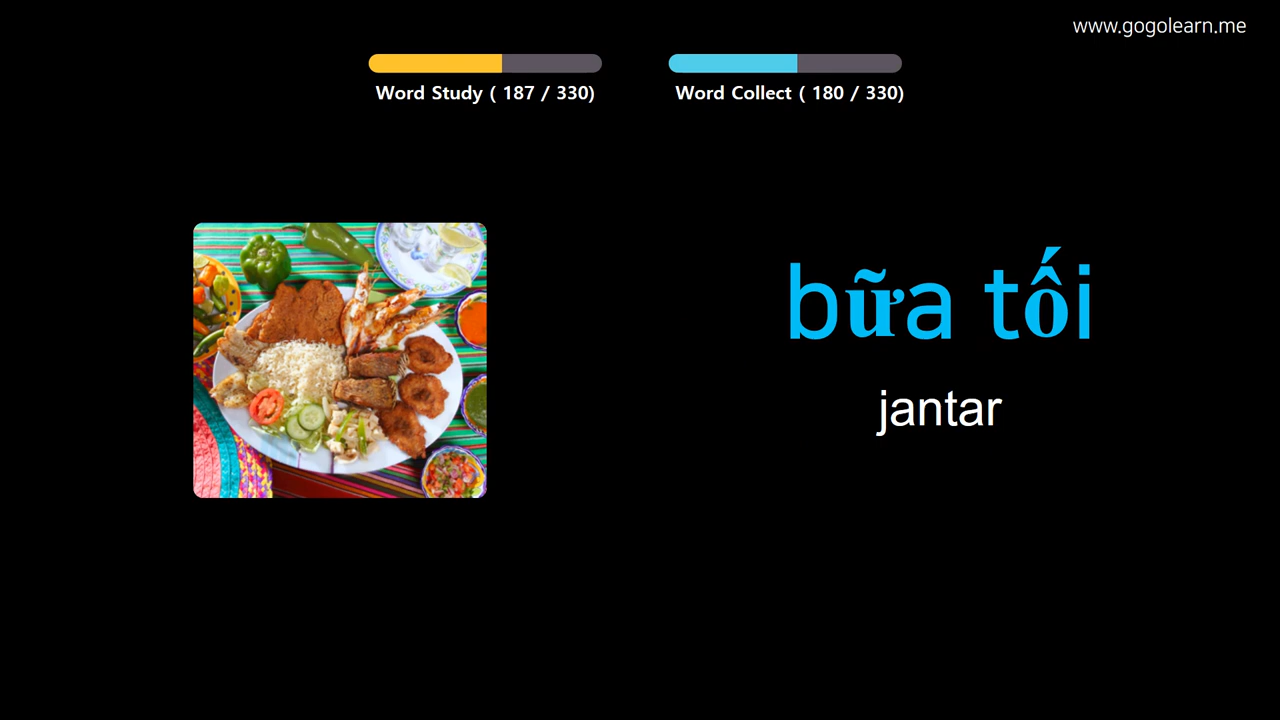 www.gogolearn.me
Word Study ( 187 / 330)
Word Collect ( 180 / 330)
bữa tối
jantar